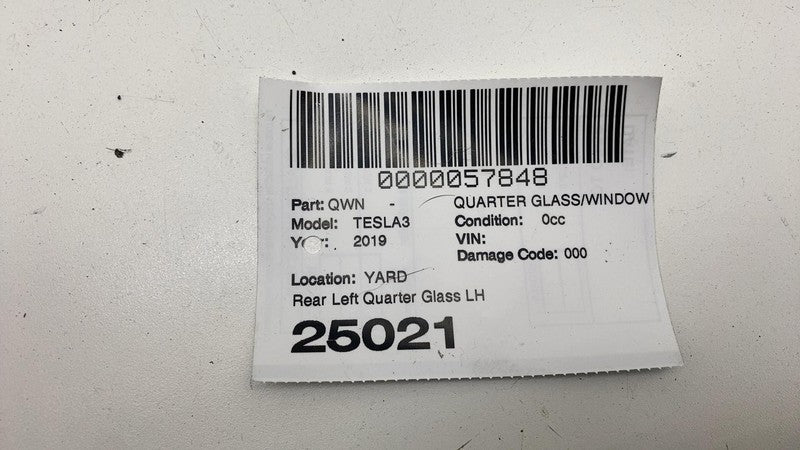 0000057848
Part: QWN - QUARTER GLASS/WINDOW
Model: TESLA3 Condition: 0cc
Year: 2019 VIN:
Damage Code: 000
Location: YARD
Rear Left Quarter Glass LH
25021